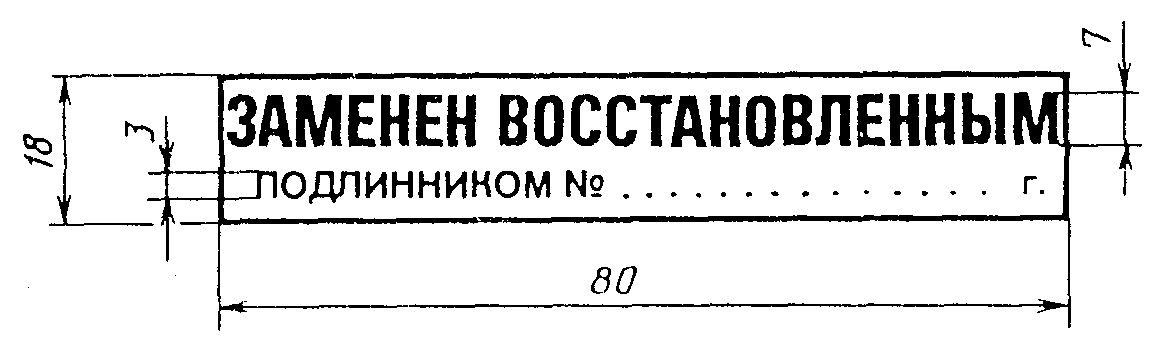 7
ЗАМЕНЕН ВОССТАНОВЛЕННЫМ
18
3
ПОДЛИННИКОМ № . . . . . . . . . . . . . . . г.
80